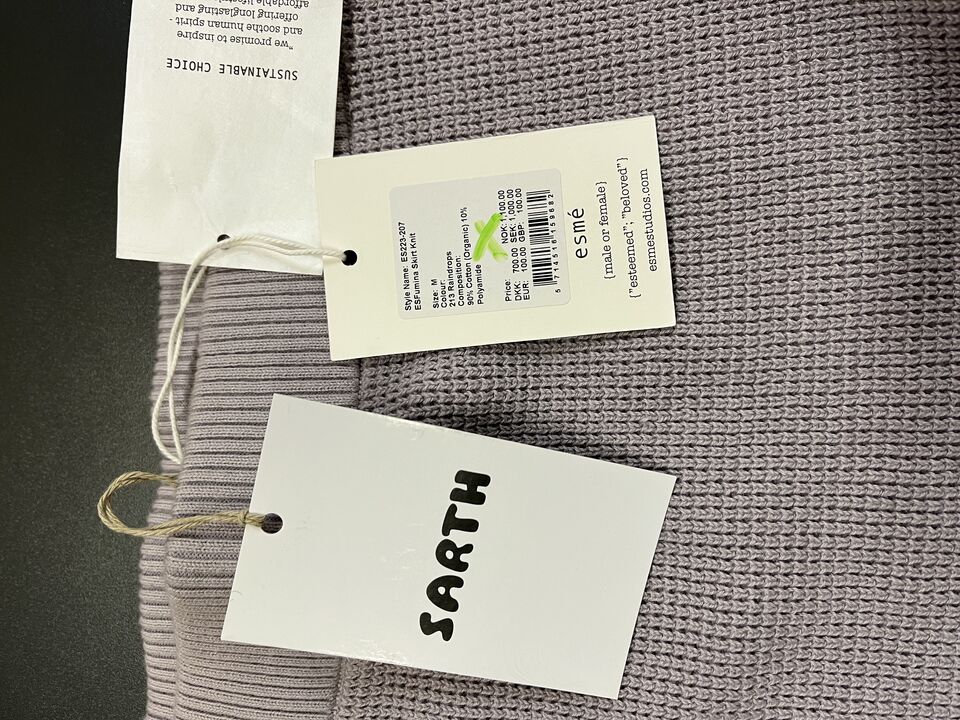 SUSTAINABLE CHOICE
"we promise to inspire
and soothe human spirit -
offering longlasting and
Style Name: ES223-207
ESFumina Skirt Knit
Size: M
Colour:
213 Raindrops
Composition:
90% Cotton (Organic) 10%
Polyamide
Price: NOK: 1,100.00
DKK: 700.00 SEK: 1,000.00
EUR: 100.00 GBP: 100.00
5 714516 159682
esmé
{male or female}
{"esteemed"; "beloved"}
esmestudios.com
SARTH